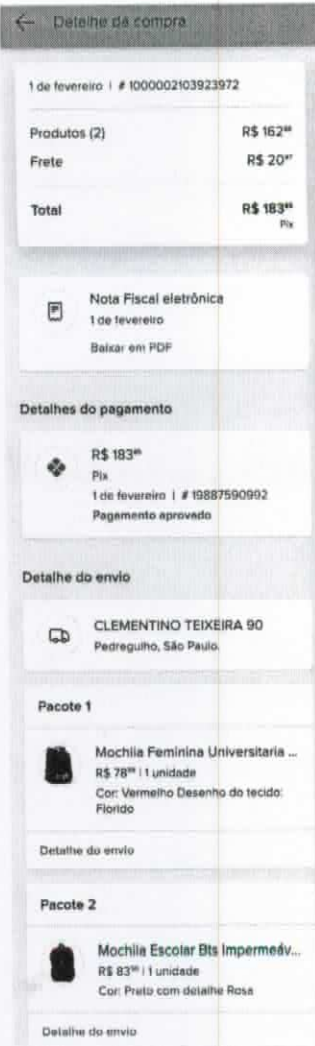 Detalhe da compra
1 de fevereiro | # 1000002103923972
Produtos (2) R$ 162
Frete R$ 20
Total R$ 183
Pix
Nota Fiscal eletrônica
1 de fevereiro
Baixar em PDF
Detalhes do pagamento
R$ 183
Pix
1 de fevereiro | # 19887590992
Pagamento aprovado
Detalhe do envio
CLEMENTINO TEIXEIRA 90
Pedregulho, São Paulo.
Pacote 1
Mochila Feminina Universitaria ...
R$ 78 | 1 unidade
Cor: Vermelho Desenho do tecido:
Florido
Detalhe do envio
Pacote 2
Mochila Escolar Bts Impermeáv...
R$ 83 | 1 unidade
Cor: Preto com detalhe Rosa
Detalhe do envio